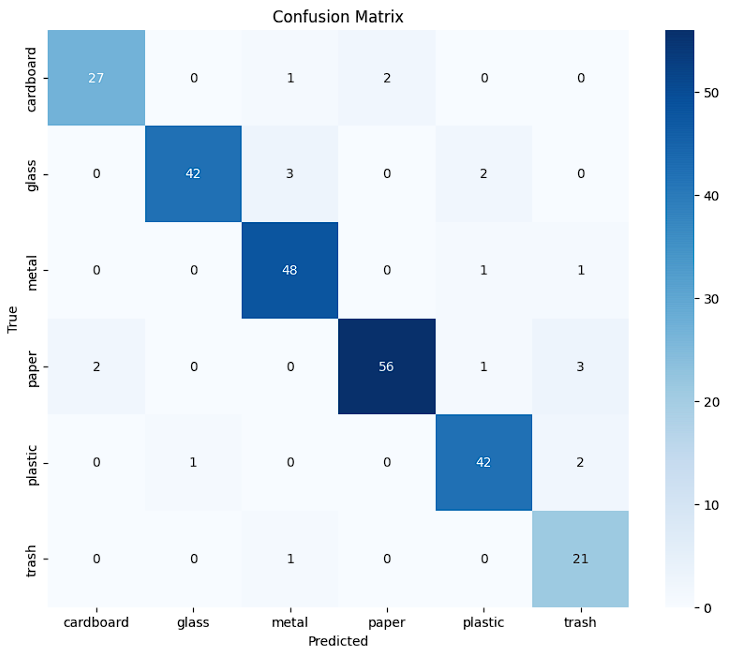 Confusion Matrix
cardboard 27 0 1 2 0 0
glass 0 42 3 0 2 0
metal 0 0 48 0 1 1
paper 2 0 0 56 1 3
plastic 0 1 0 0 42 2
trash 0 0 1 0 0 21
True
cardboard glass metal paper plastic trash
Predicted
50
40
30
20
10
0